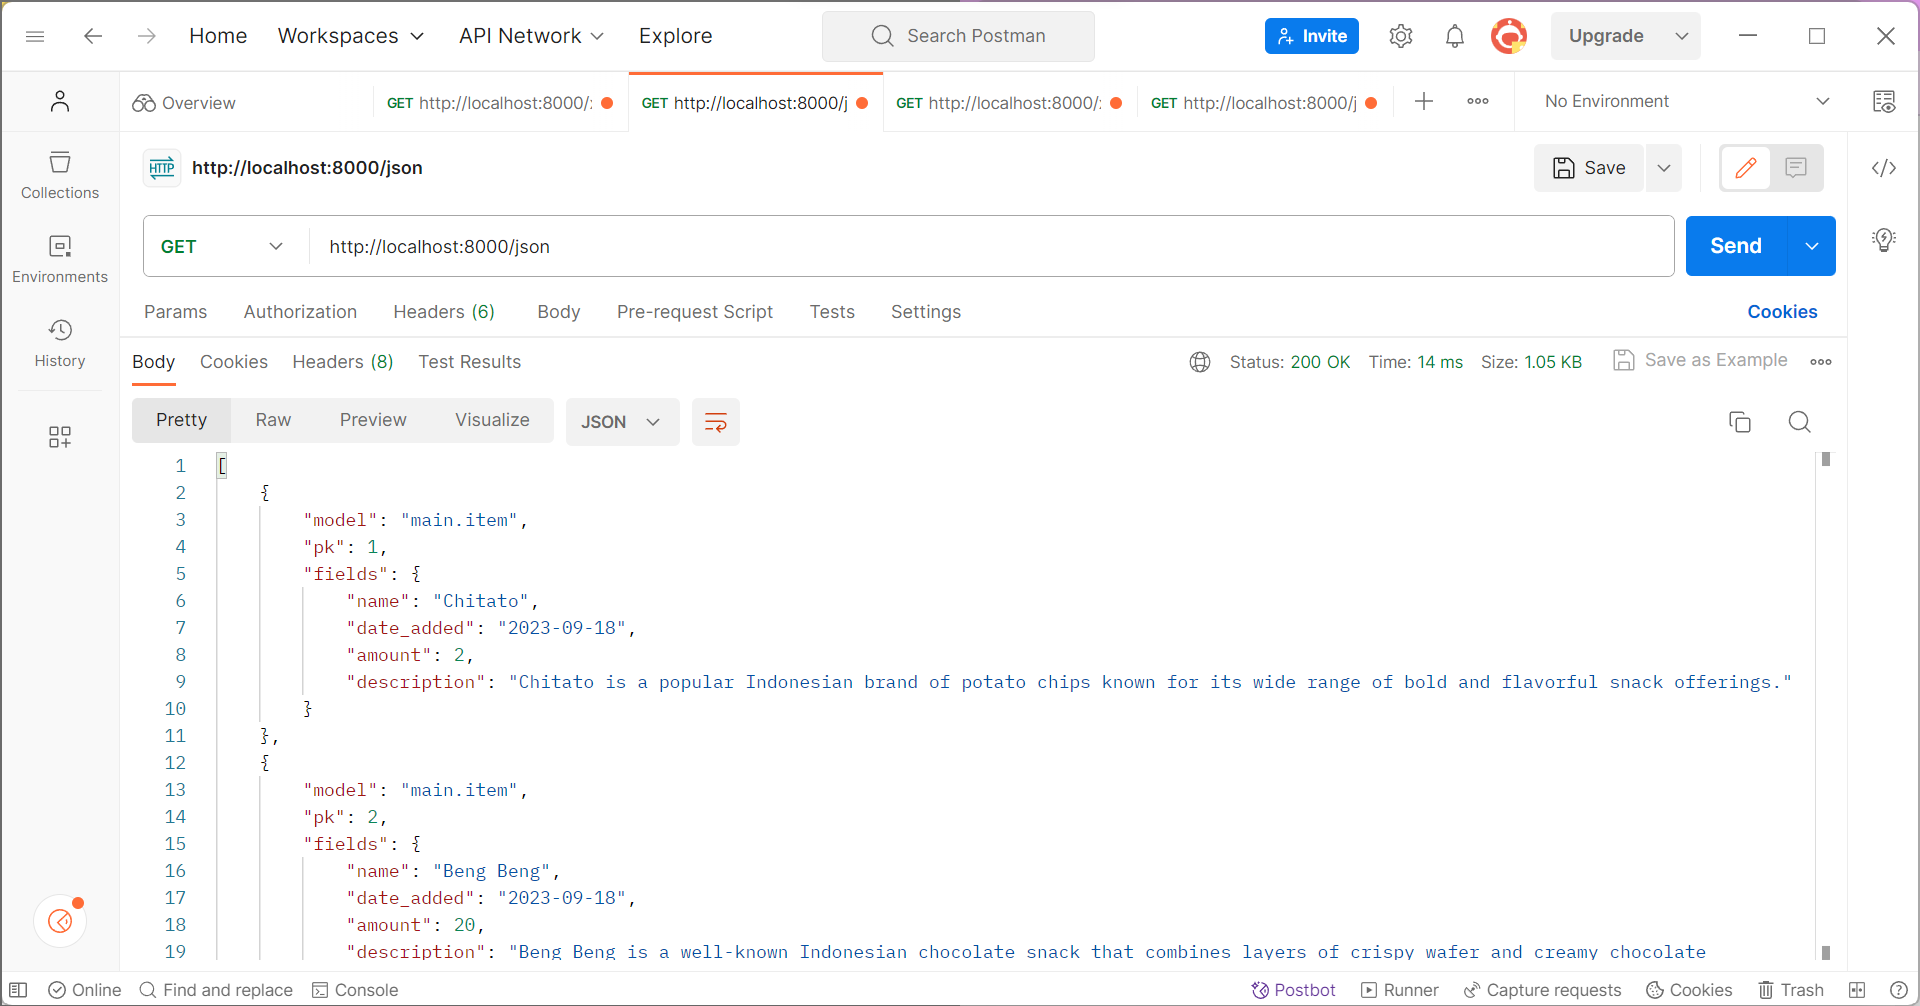 Home Workspaces API Network Explore Search Postman Invite Upgrade
Overview GET http://localhost:8000/: GET http://localhost:8000/j GET http://localhost:8000/: GET http://localhost:8000/j No Environment
HTTP http://localhost:8000/json Save
Collections
GET http://localhost:8000/json Send
Environments
Params Authorization Headers (6) Body Pre-request Script Tests Settings Cookies
History
Body Cookies Headers (8) Test Results Status: 200 OK Time: 14 ms Size: 1.05 KB Save as Example
Pretty Raw Preview Visualize JSON
1 [
2 {
3 "model": "main.item",
4 "pk": 1,
5 "fields": {
6 "name": "Chitato",
7 "date_added": "2023-09-18",
8 "amount": 2,
9 "description": "Chitato is a popular Indonesian brand of potato chips known for its wide range of bold and flavorful snack offerings."
10 }
11 },
12 {
13 "model": "main.item",
14 "pk": 2,
15 "fields": {
16 "name": "Beng Beng",
17 "date_added": "2023-09-18",
18 "amount": 20,
19 "description": "Beng Beng is a well-known Indonesian chocolate snack that combines layers of crispy wafer and creamy chocolate
Online Find and replace Console Postbot Runner Capture requests Cookies Trash